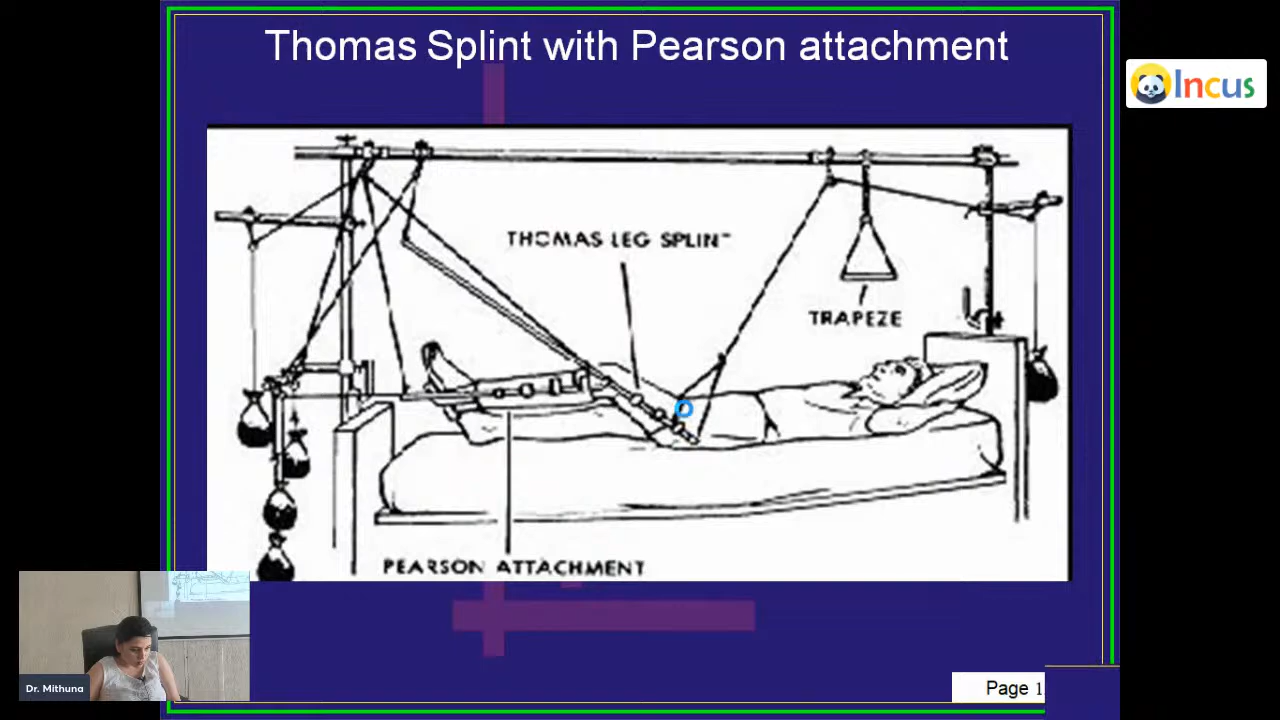 Thomas Splint with Pearson attachment
Incus
THOMAS LEG SPLINT
TRAPEZE
PEARSON ATTACHMENT
Dr. Mithuna
Page 1